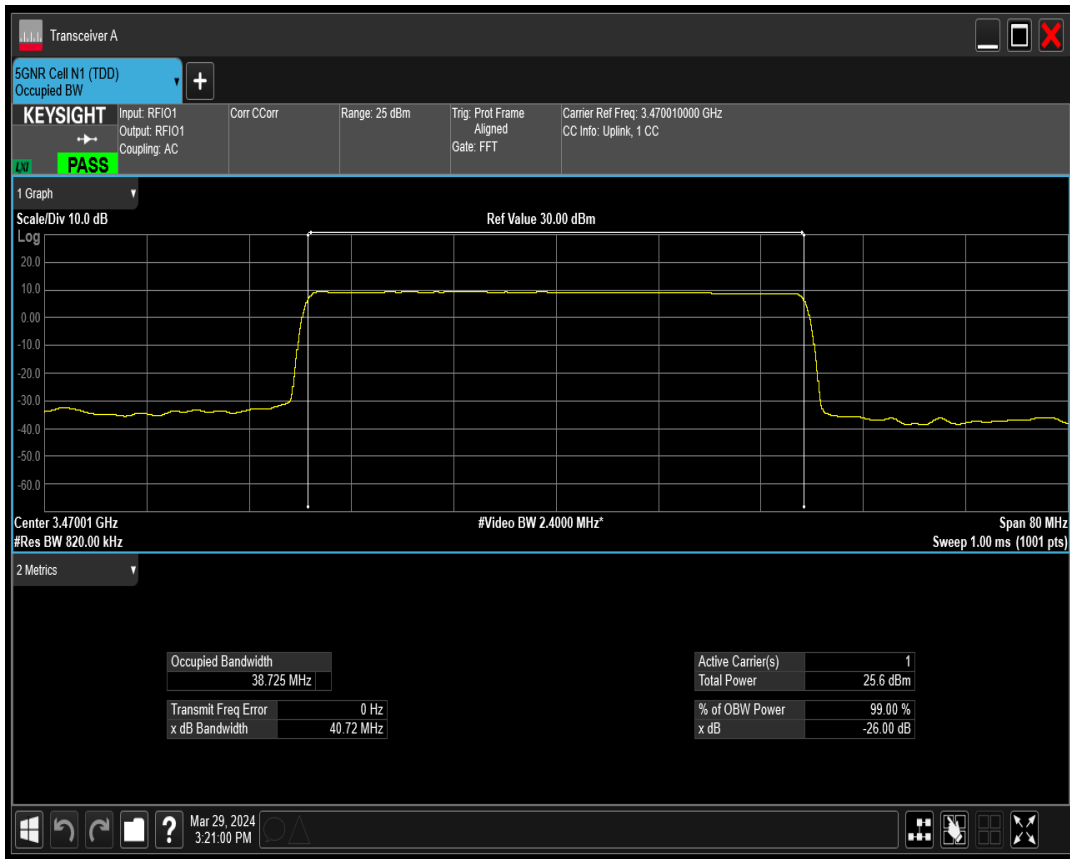 Transceiver A
5GNR Cell N1 (TDD)
Occupied BW
+
KEYSIGHT
LXI
PASS
Input: RFIO1
Output: RFIO1
Coupling: AC
Corr CCorr
Range: 25 dBm
Trig: Prot Frame
Aligned
Gate: FFT
Carrier Ref Freq: 3.470010000 GHz
CC Info: Uplink, 1 CC
1 Graph
Scale/Div 10.0 dB
Ref Value 30.00 dBm
Log
20.0
10.0
0.00
-10.0
-20.0
-30.0
-40.0
-50.0
-60.0
Center 3.47001 GHz
#Video BW 2.4000 MHz*
Span 80 MHz
#Res BW 820.00 kHz
Sweep 1.00 ms (1001 pts)
2 Metrics
Occupied Bandwidth
38.725 MHz
Transmit Freq Error 0 Hz
x dB Bandwidth 40.72 MHz
Active Carrier(s) 1
Total Power 25.6 dBm
% of OBW Power 99.00 %
x dB -26.00 dB
?
Mar 29, 2024
3:21:00 PM